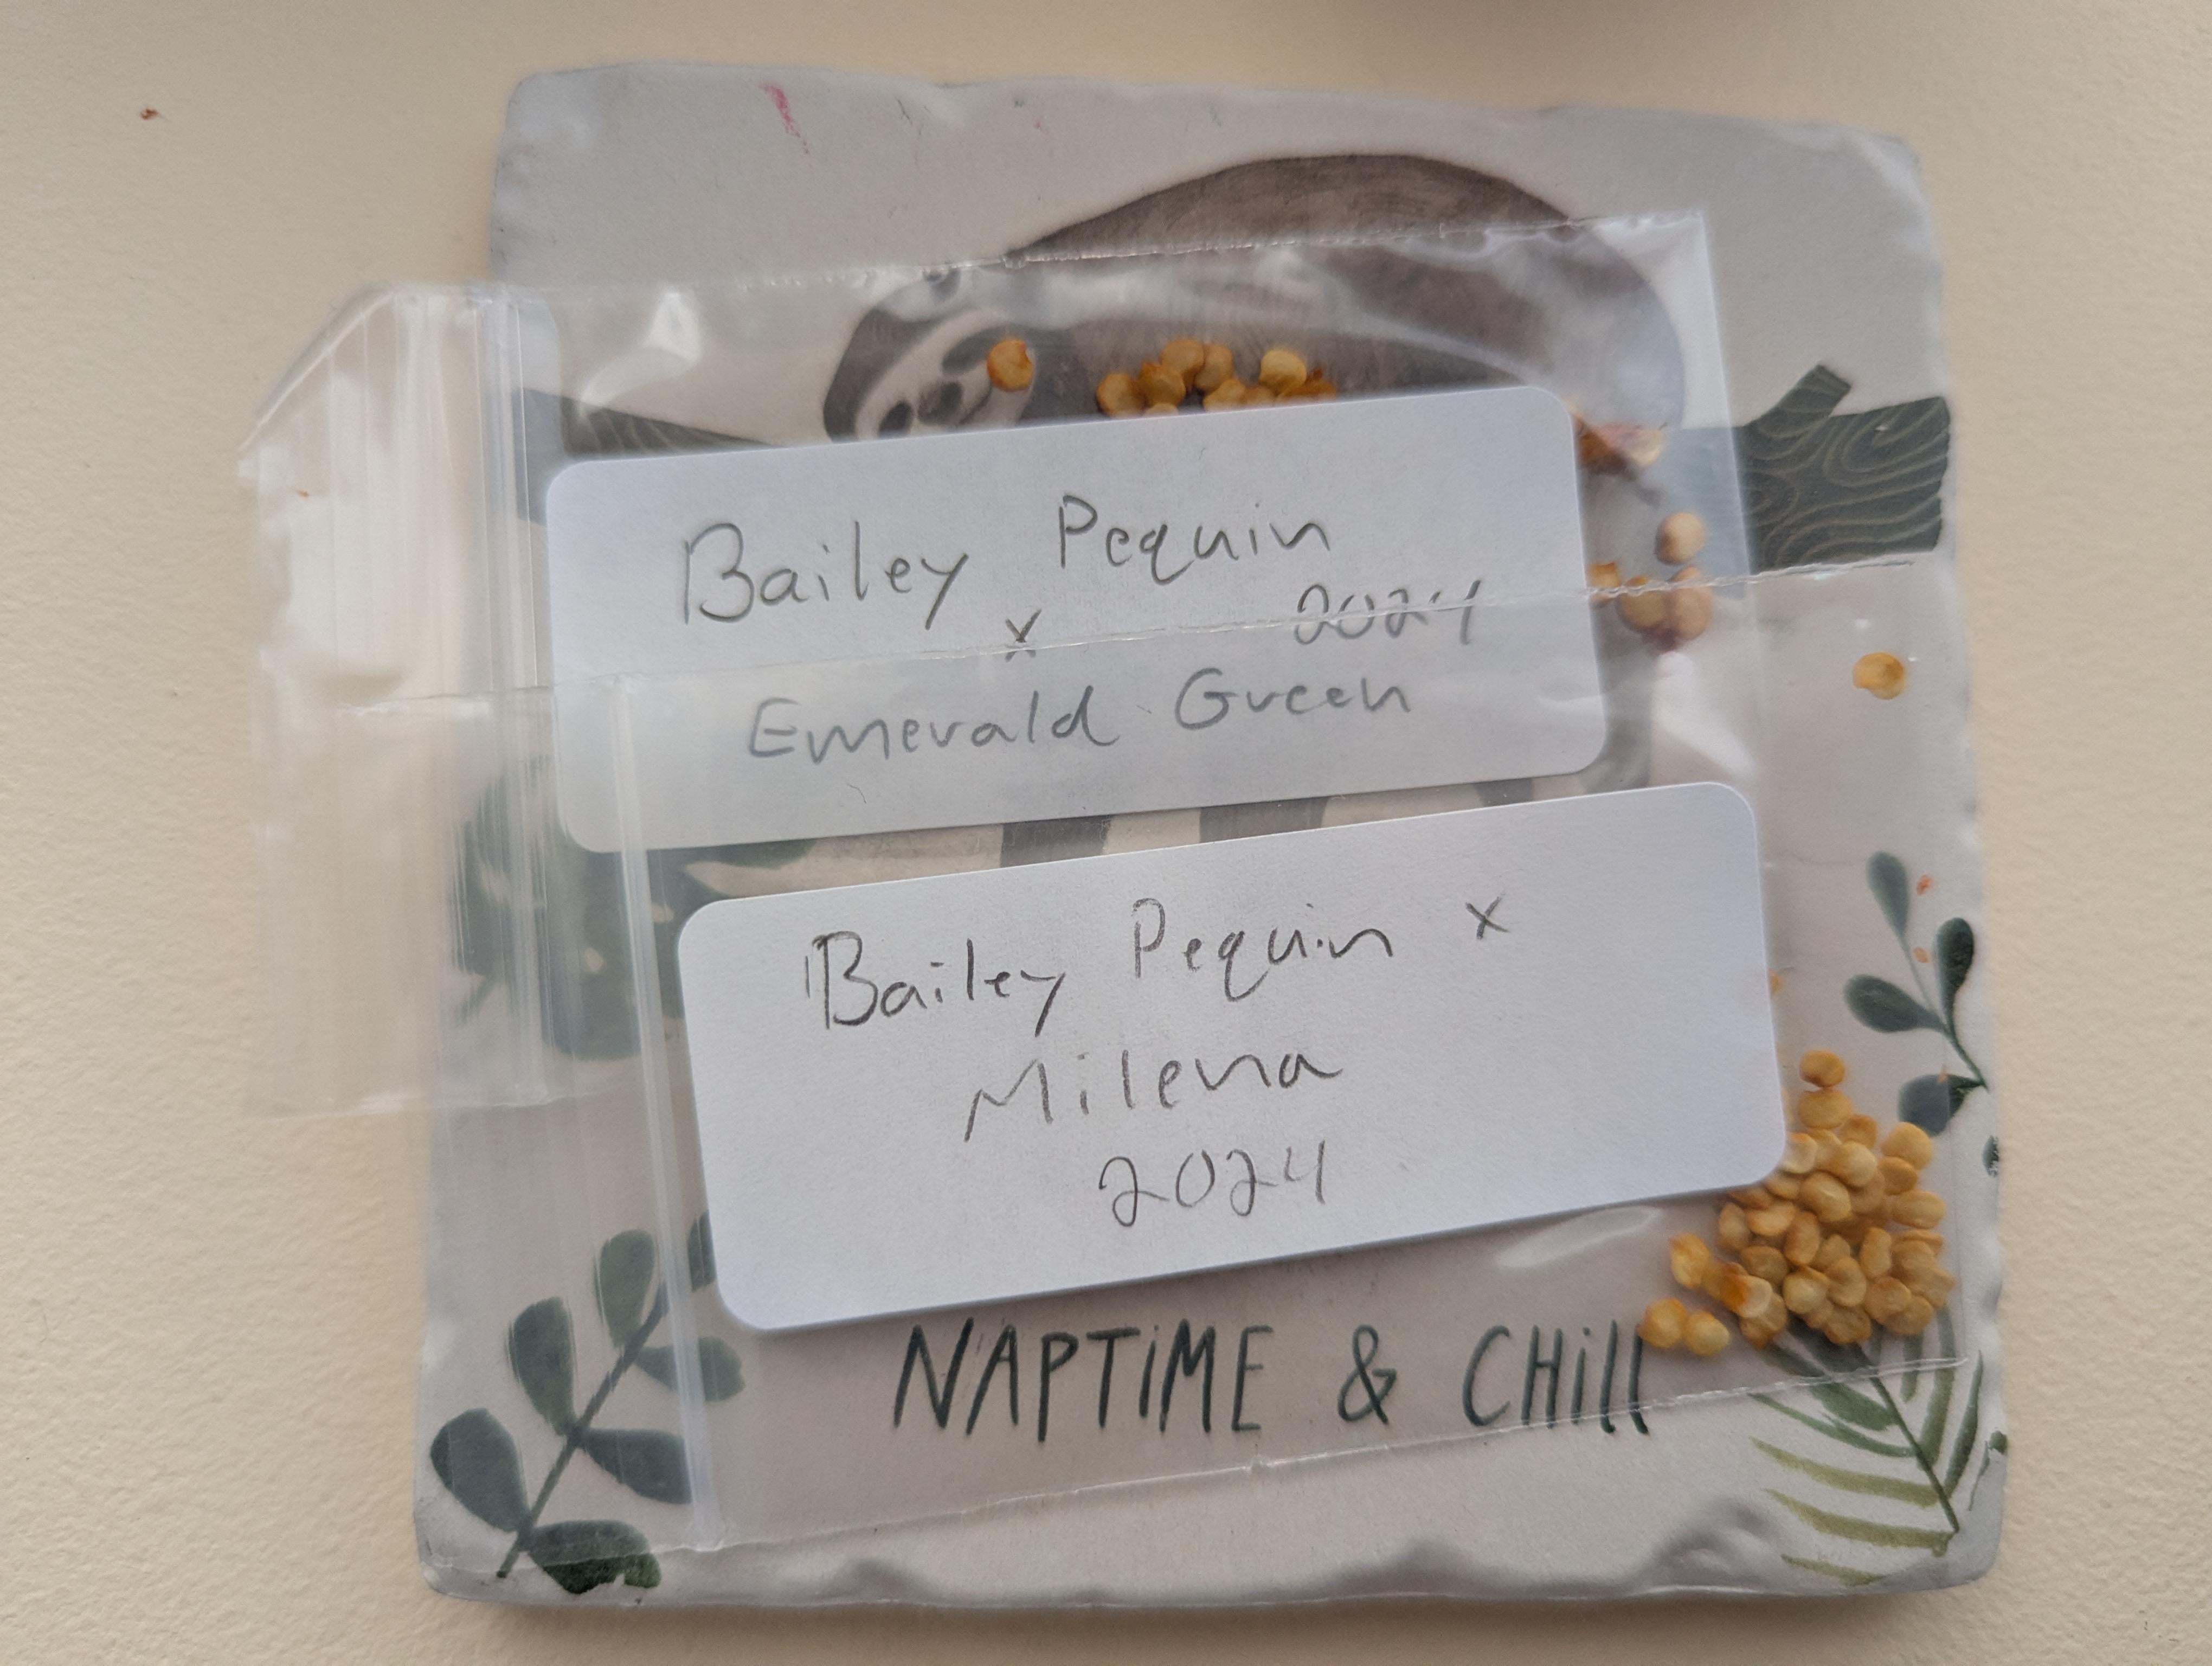 Bailey Pequin
x 2024
Emerald Green
Bailey Pequin x
Milena
2024
NAPTiME & CHill